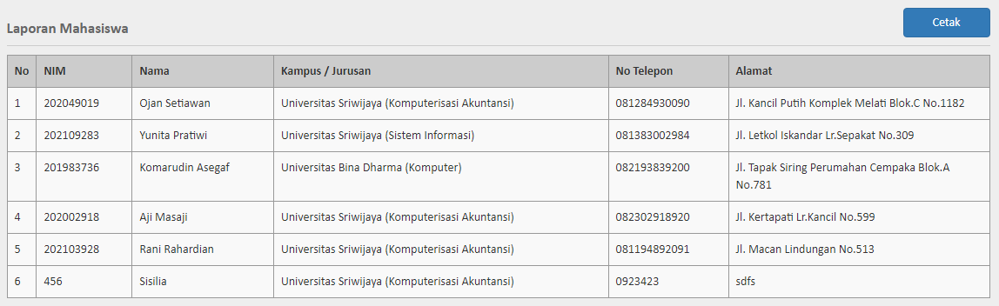 Laporan Mahasiswa
Cetak
No NIM Nama Kampus / Jurusan No Telepon Alamat
1 202049019 Ojan Setiawan Universitas Sriwijaya (Komputerisasi Akuntansi) 081284930090 Jl. Kancil Putih Komplek Melati Blok.C No.1182
2 202109283 Yunita Pratiwi Universitas Sriwijaya (Sistem Informasi) 081383002984 Jl. Letkol Iskandar Lr.Sepakat No.309
3 201983736 Komarudin Asegaf Universitas Bina Dharma (Komputer) 082193839200 Jl. Tapak Siring Perumahan Cempaka Blok.A
No.781
4 202002918 Aji Masaji Universitas Sriwijaya (Komputerisasi Akuntansi) 082302918920 Jl. Kertapati Lr.Kancil No.599
5 202103928 Rani Rahardian Universitas Sriwijaya (Komputerisasi Akuntansi) 081194892091 Jl. Macan Lindungan No.513
6 456 Sisilia Universitas Sriwijaya (Komputerisasi Akuntansi) 0923423 sdfs